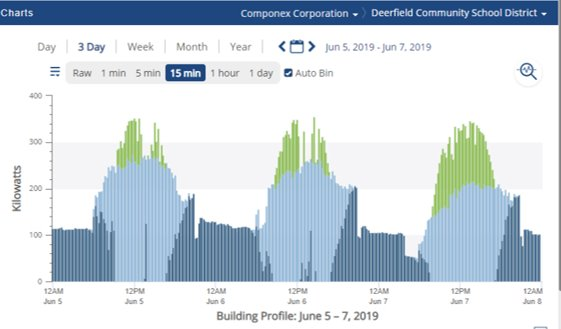 Charts
Componex Corporation
Deerfield Community School District
Day 3 Day Week Month Year Jun 5, 2019 - Jun 7, 2019
Raw 1 min 5 min 15 min 1 hour 1 day Auto Bin
400
300
200
100
0
Kilowatts
12AM 12PM 12AM 12PM 12AM 12PM 12AM
Jun 5 Jun 5 Jun 6 Jun 6 Jun 7 Jun 7 Jun 8
Building Profile: June 5 – 7, 2019